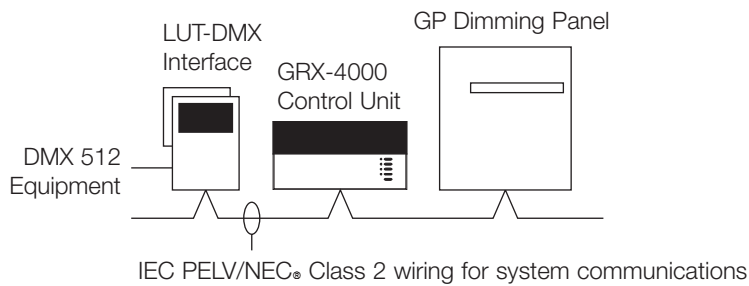 GP Dimming Panel
LUT-DMX
Interface
GRX-4000
Control Unit
DMX 512
Equipment
IEC PELV/NEC® Class 2 wiring for system communications